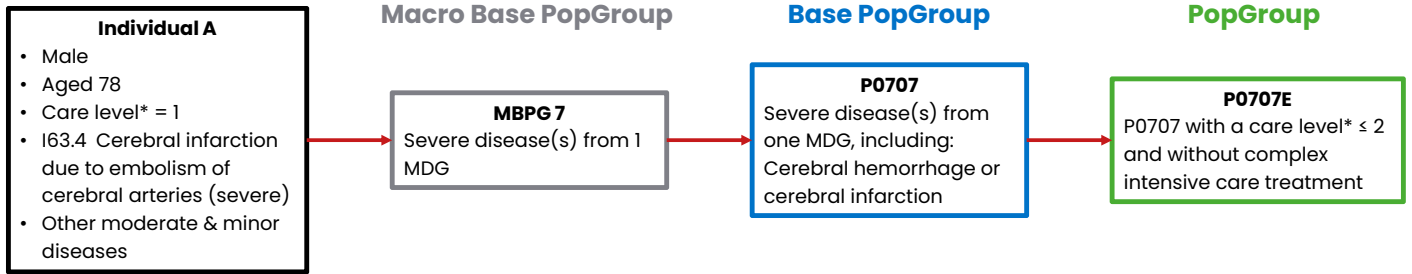 Macro Base PopGroup
Base PopGroup
PopGroup
Individual A
• Male
• Aged 78
• Care level* = 1
• I63.4 Cerebral infarction
due to embolism of
cerebral arteries (severe)
• Other moderate & minor
diseases
MBPG 7
Severe disease(s) from 1
MDG
P0707
Severe disease(s) from
one MDG, including:
Cerebral hemorrhage or
cerebral infarction
P0707E
P0707 with a care level* ≤ 2
and without complex
intensive care treatment